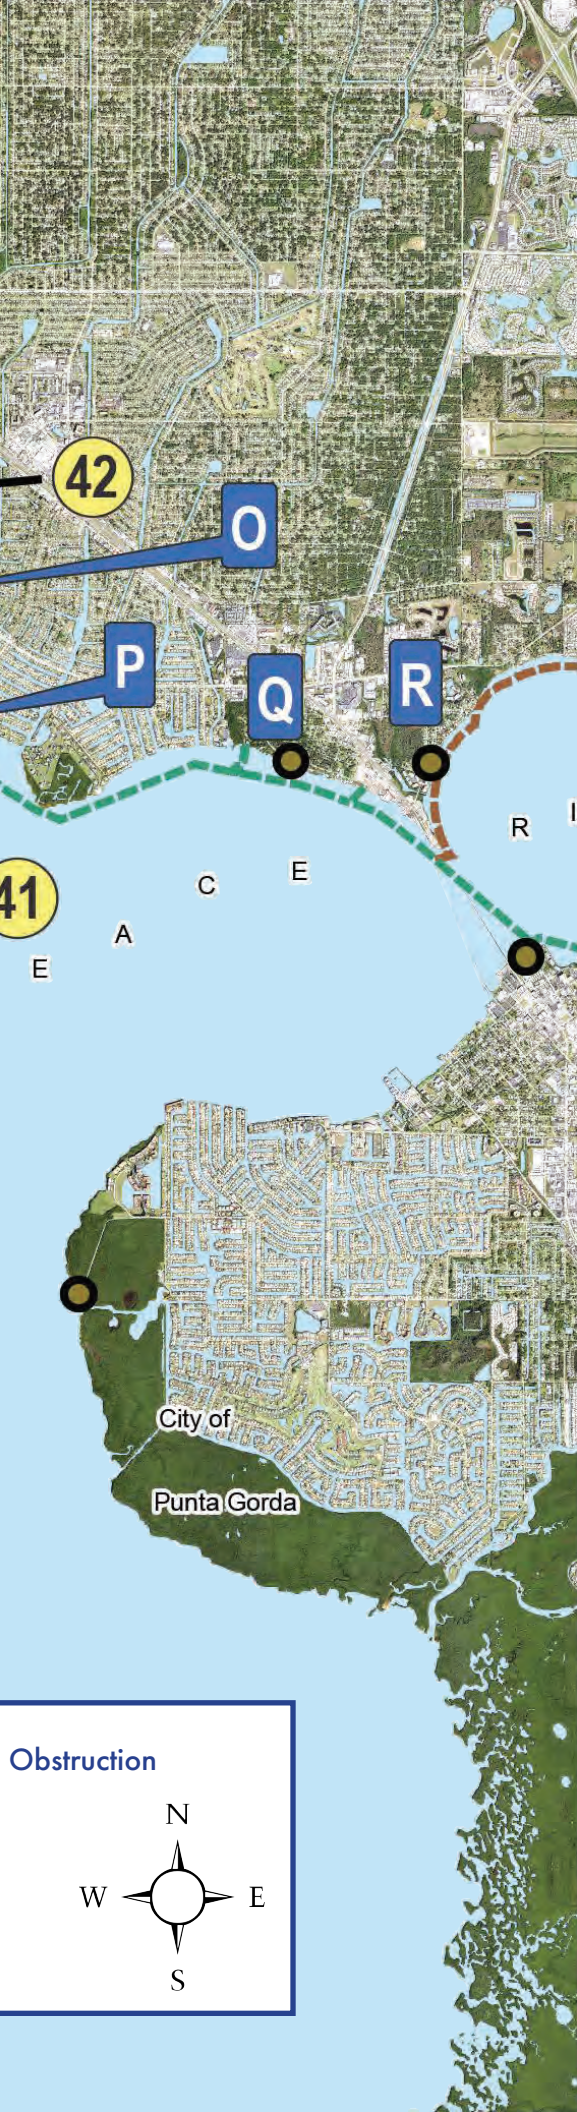 42
O
P
Q
R
R I
E A C E
41
City of
Punta Gorda
Obstruction
N
W E
S